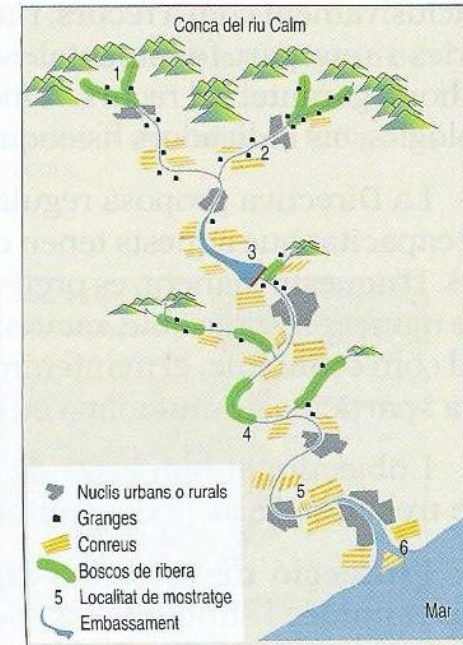 Conca del riu Calm
1
2
3
4
5
6
Nuclis urbans o rurals
Granges
Conreus
Boscos de ribera
5 Localitat de mostratge
Embassament
Mar